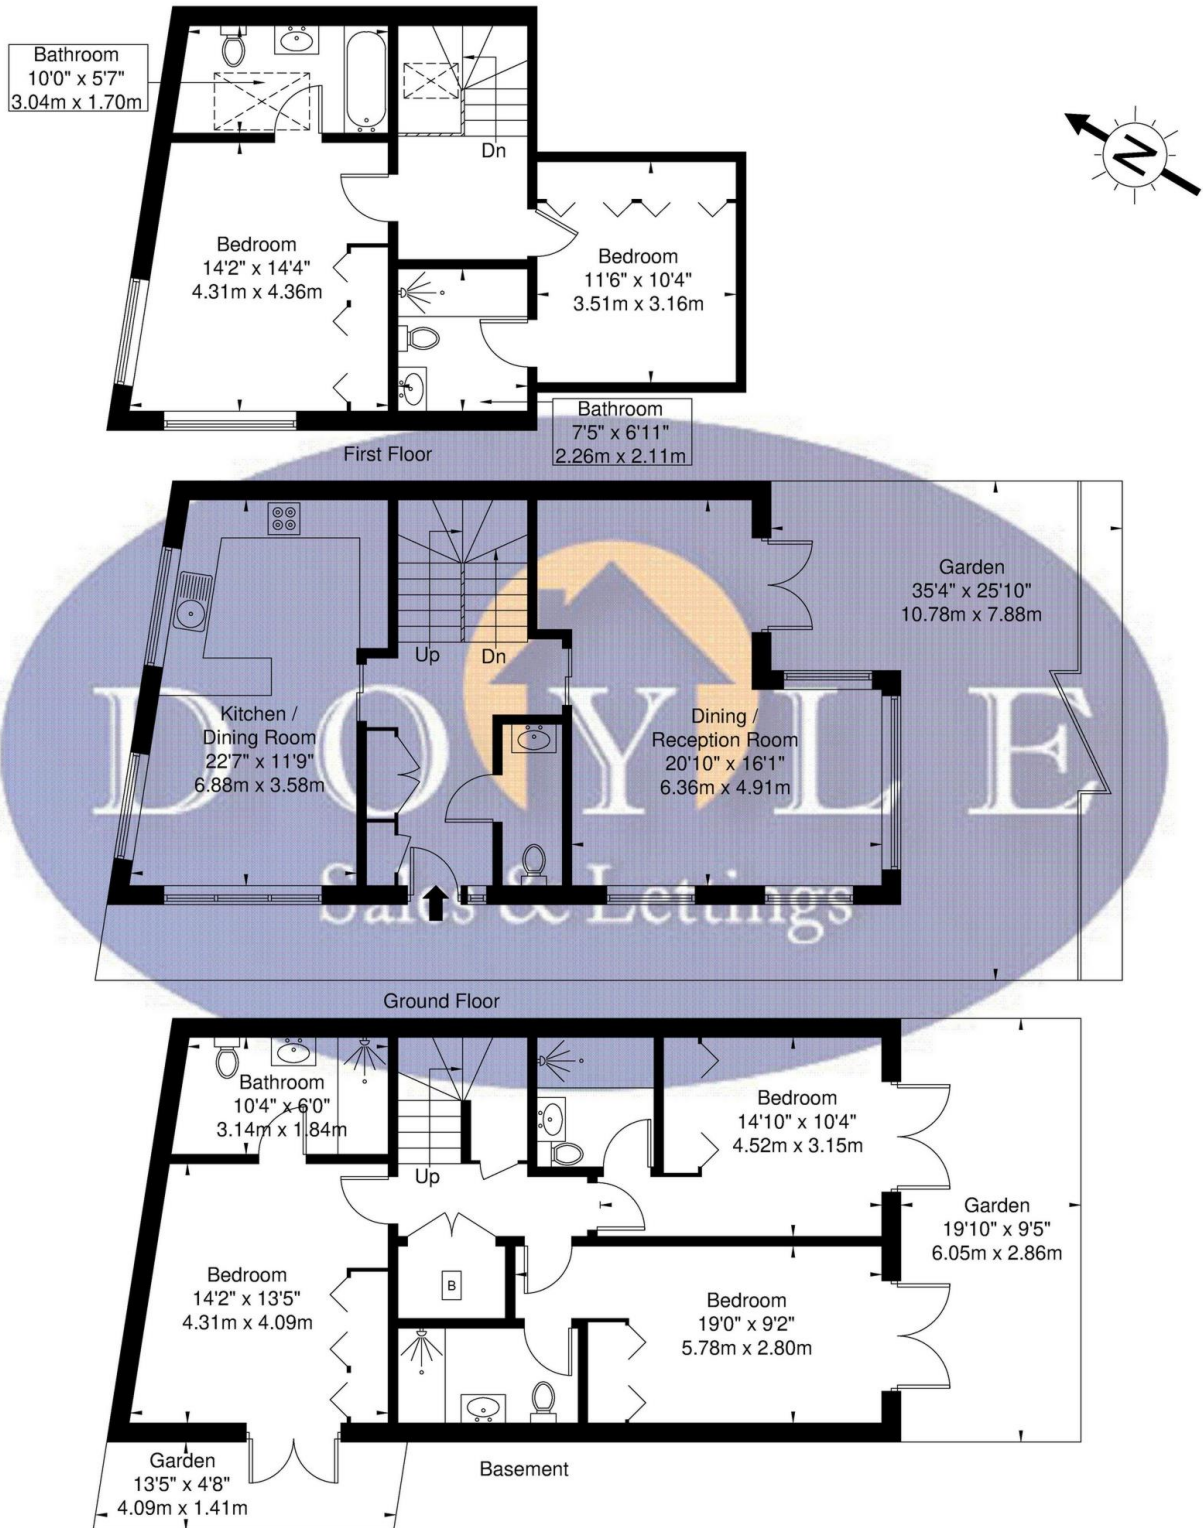 Bathroom
10'0" x 5'7"
3.04m x 1.70m
Dn
N
Bedroom
14'2" x 14'4"
4.31m x 4.36m
Bedroom
11'6" x 10'4"
3.51m x 3.16m
Bathroom
7'5" x 6'11"
2.26m x 2.11m
First Floor
Garden
35'4" x 25'10"
10.78m x 7.88m
Up
Dn
Kitchen /
Dining Room
22'7" x 11'9"
6.88m x 3.58m
Dining /
Reception Room
20'10" x 16'1"
6.36m x 4.91m
DOYLE
Sales & Lettings
Ground Floor
Bathroom
10'4" x 6'0"
3.14m x 1.84m
Up
Bedroom
14'10" x 10'4"
4.52m x 3.15m
Garden
19'10" x 9'5"
6.05m x 2.86m
Bedroom
14'2" x 13'5"
4.31m x 4.09m
B
Bedroom
19'0" x 9'2"
5.78m x 2.80m
Garden
13'5" x 4'8"
4.09m x 1.41m
Basement